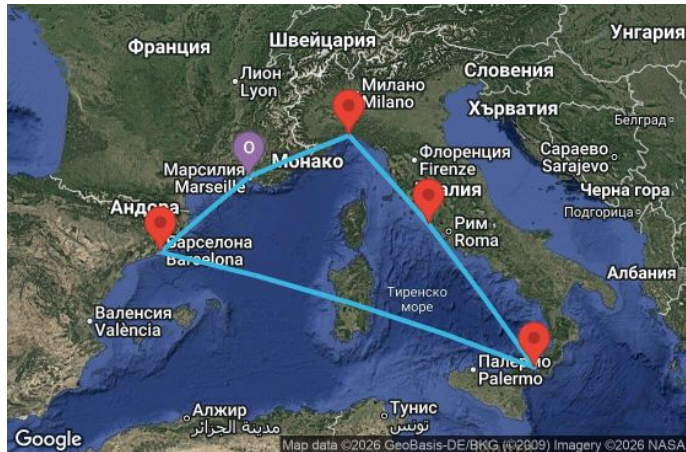 Франция
Швейцария
Унгария
Лион
Lyon
Милано
Milano
Словения
Хърватия
Белград
Монако
Флоренция
Firenze
Сараево
Sarajevo
О
Марсилия
Marseille
Андора
Черна гора
Рим
Roma
Подгорица
Барселона
Barcelona
Албания
Тиренско
море
Валенсия
València
Палермо
Palermo
Алжир
مدينة الجزائر
Тунис
تونس
Google
Map data ©2026 GeoBasis-DE/BKG (©2009) Imagery ©2026 NASA